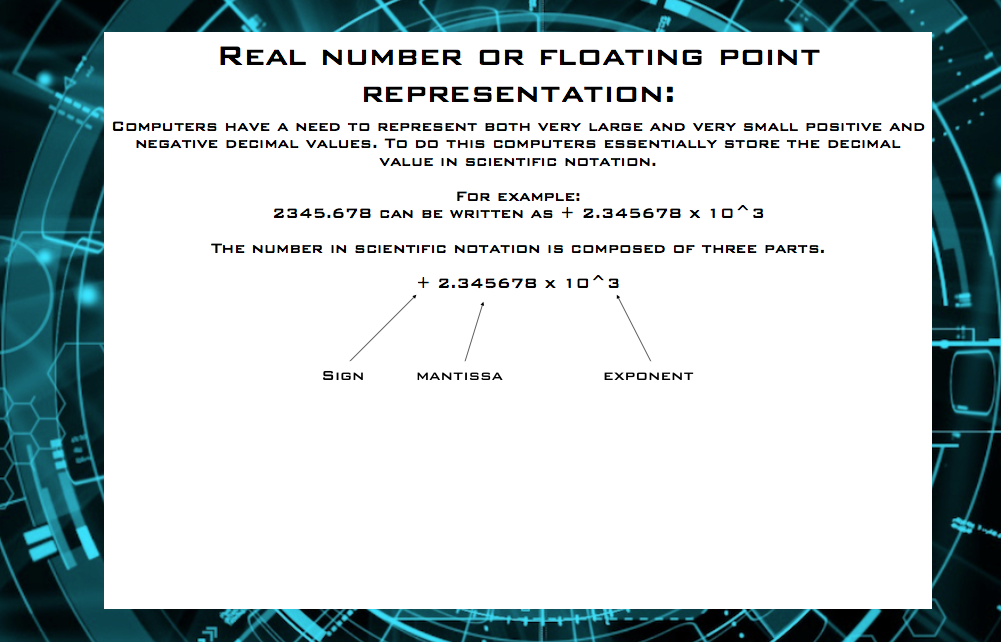 Real number or floating point
representation:
Computers have a need to represent both very large and very small positive and
negative decimal values. To do this computers essentially store the decimal
value in scientific notation.
For example:
2345.678 can be written as + 2.345678 x 10^3
The number in scientific notation is composed of three parts.
+ 2.345678 x 10^3
Sign mantissa exponent